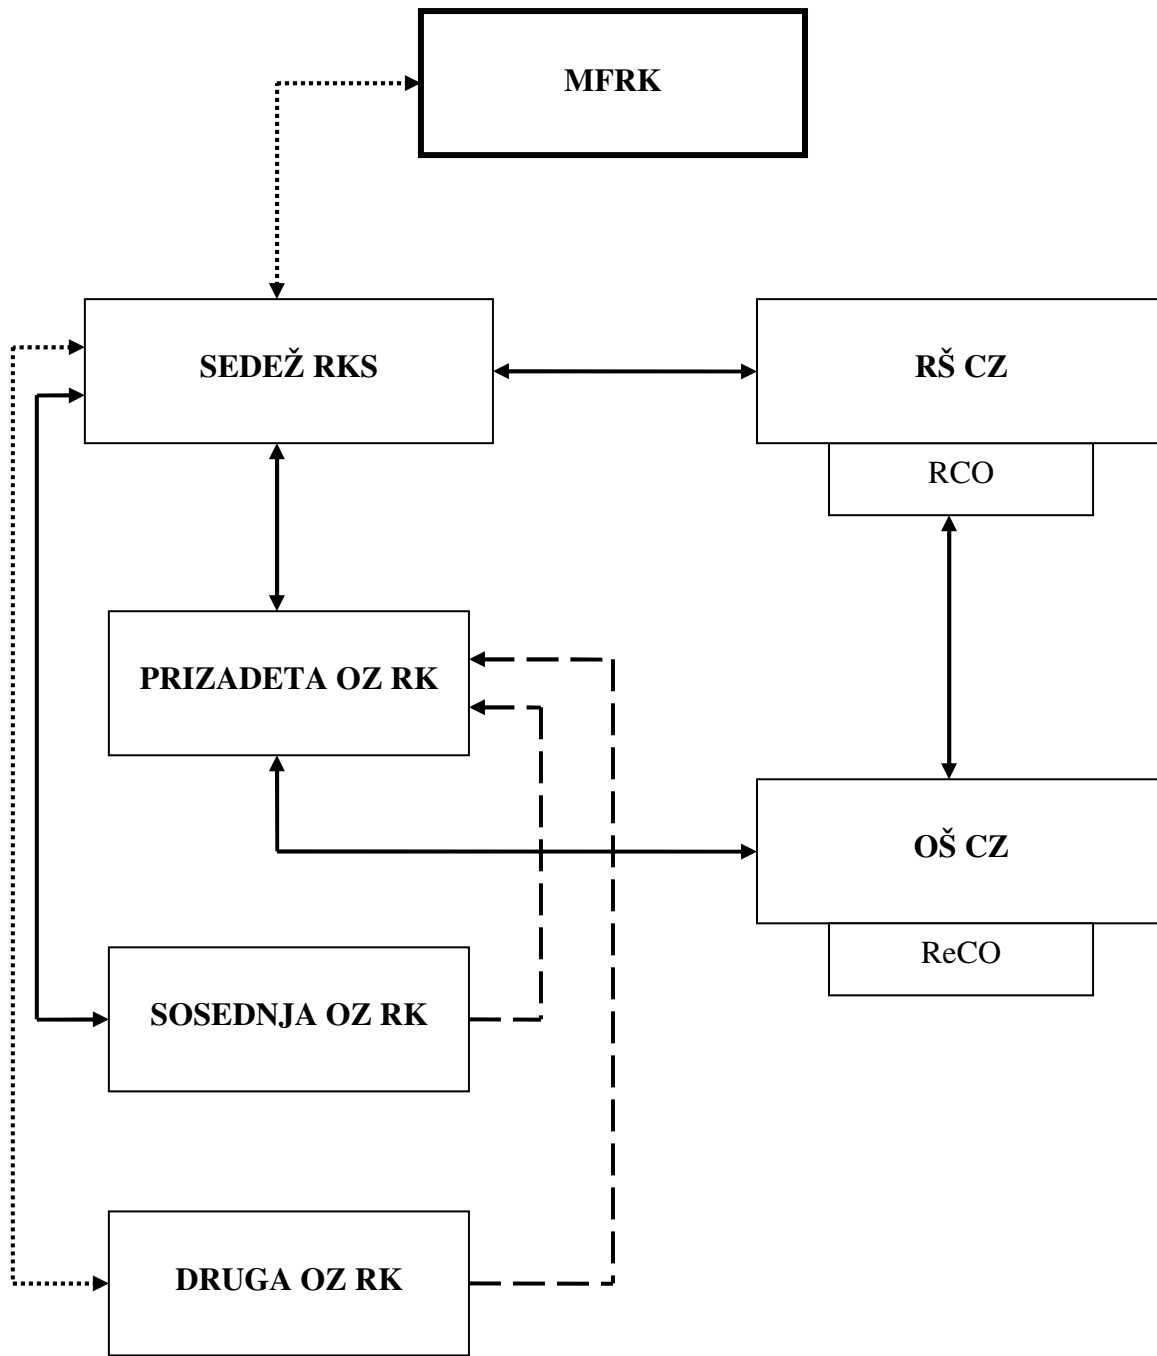 MFRK
SEDEŽ RKS
RŠ CZ
RCO
PRIZADETA OZ RK
OŠ CZ
ReCO
SOSEDNJA OZ RK
DRUGA OZ RK